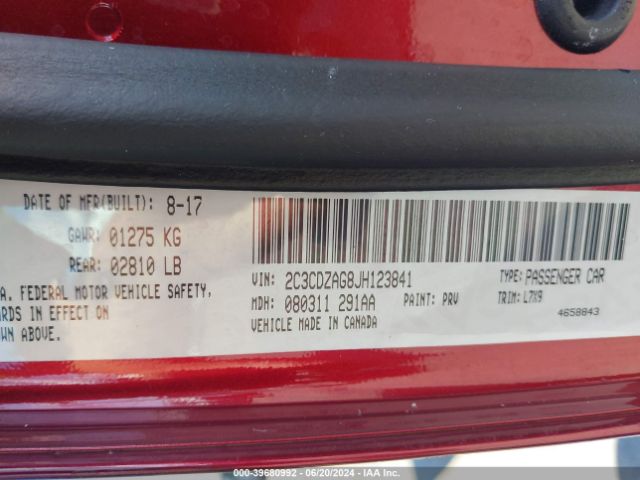 DATE OF MFR(BUILT): 8-17
GAWR: 01275 KG
REAR: 02810 LB
A. FEDERAL MOTOR VEHICLE SAFETY,
ARDS IN EFFECT ON
WN ABOVE.
VIN: 2C3CDZAG8JH123841
TYPE: PASSENGER CAR
MDH: 080311 291AA PAINT: PRV TRIM: L7X9
VEHICLE MADE IN CANADA
4658843
000-39680992 - 06/20/2024 - IAA Inc.